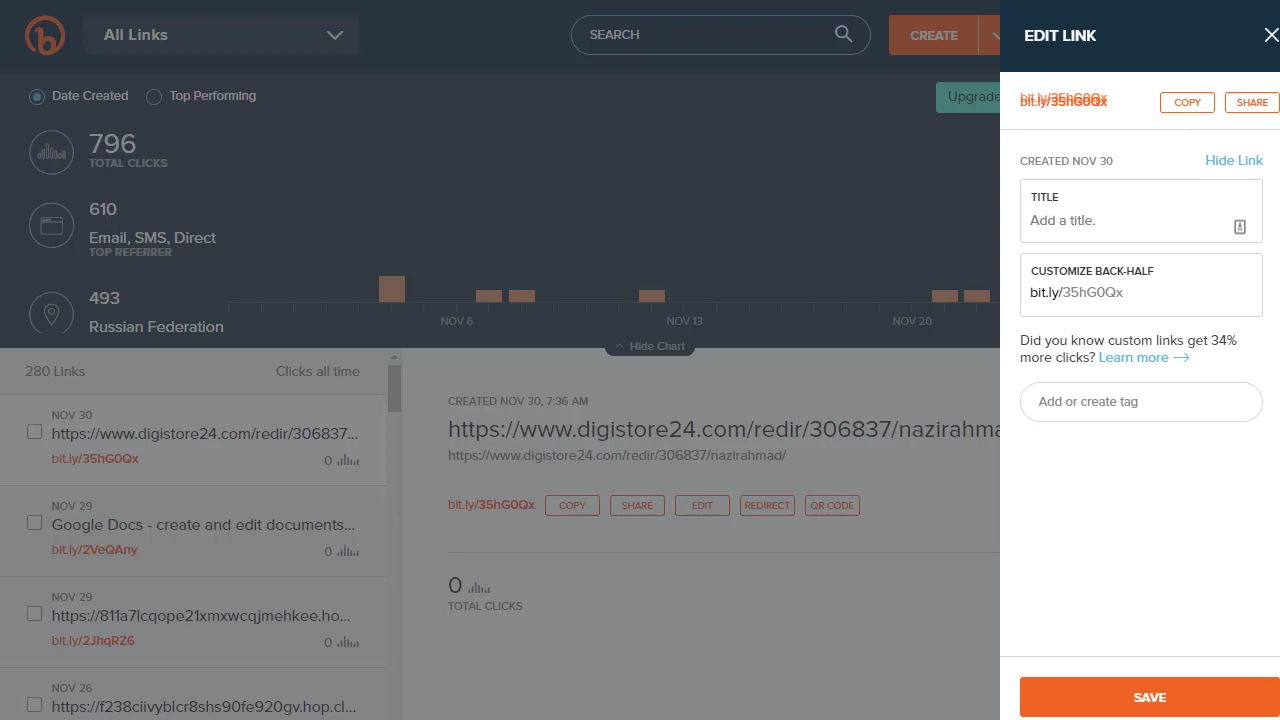 All Links
SEARCH
CREATE
Date Created
Top Performing
Upgrade
796
TOTAL CLICKS
610
Email, SMS, Direct
TOP REFERRER
493
Russian Federation
NOV 6
NOV 13
NOV 20
Hide Chart
280 Links
Clicks all time
NOV 30
https://www.digistore24.com/redir/306837...
bit.ly/35hG0Qx
0
NOV 29
Google Docs - create and edit documents...
bit.ly/2VeQAny
0
NOV 29
https://811a7lcqope21xmxwcqjmehkee.ho...
bit.ly/2JhqRZ6
0
NOV 26
https://f238ciivyblcr8shs90fe920gv.hop.cl...
CREATED NOV 30, 7:36 AM
https://www.digistore24.com/redir/306837/nazirahma
https://www.digistore24.com/redir/306837/nazirahmad/
bit.ly/35hG0Qx
COPY
SHARE
EDIT
REDIRECT
QR CODE
0
TOTAL CLICKS
EDIT LINK
bit.ly/35hG0Qx
bit.ly/35hG0Qx
COPY
SHARE
CREATED NOV 30
Hide Link
TITLE
Add a title.
CUSTOMIZE BACK-HALF
bit.ly/35hG0Qx
Did you know custom links get 34%
more clicks? Learn more →
Add or create tag
SAVE